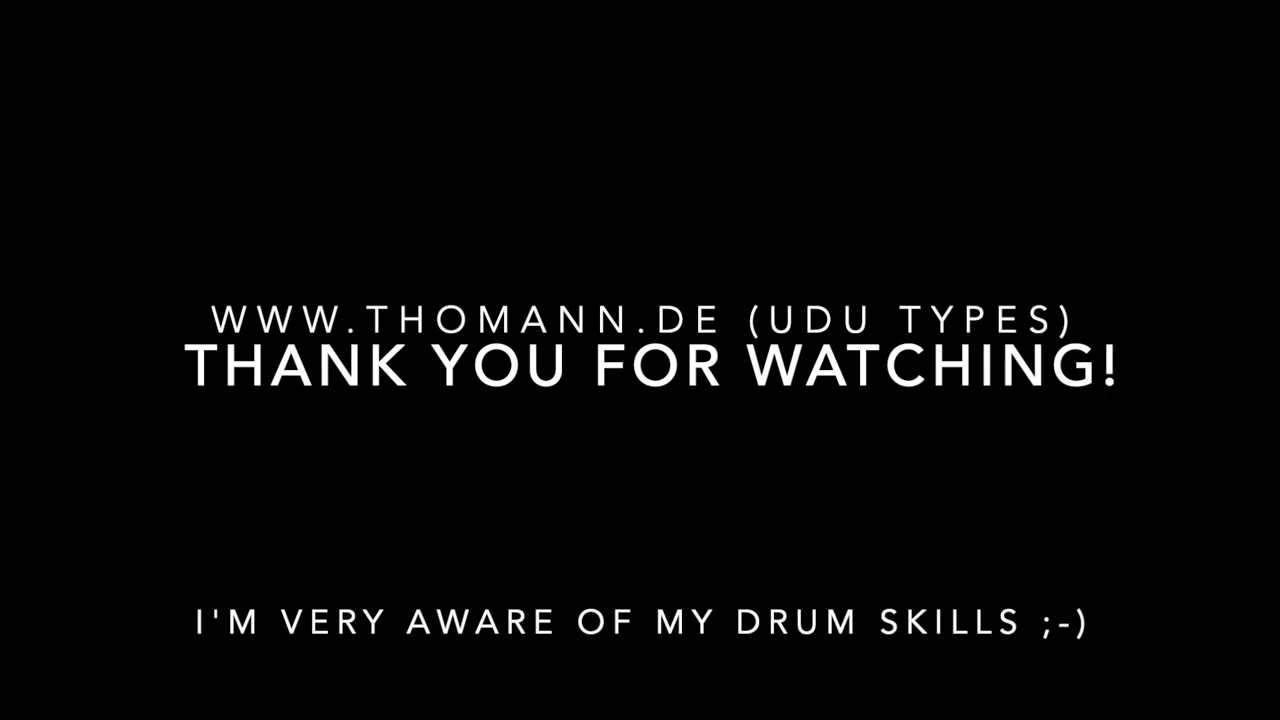 WWW.THOMANN.DE (UDU TYPES)
THANK YOU FOR WATCHING!
I'M VERY AWARE OF MY DRUM SKILLS ;-)